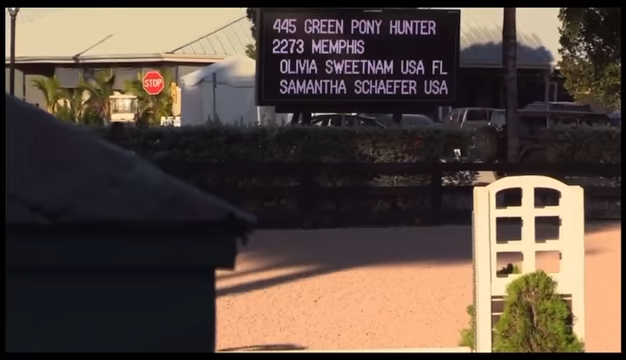 445 GREEN PONY HUNTER
2273 MEMPHIS
OLIVIA SWEETNAM USA FL
SAMANTHA SCHAEFER USA
STOP